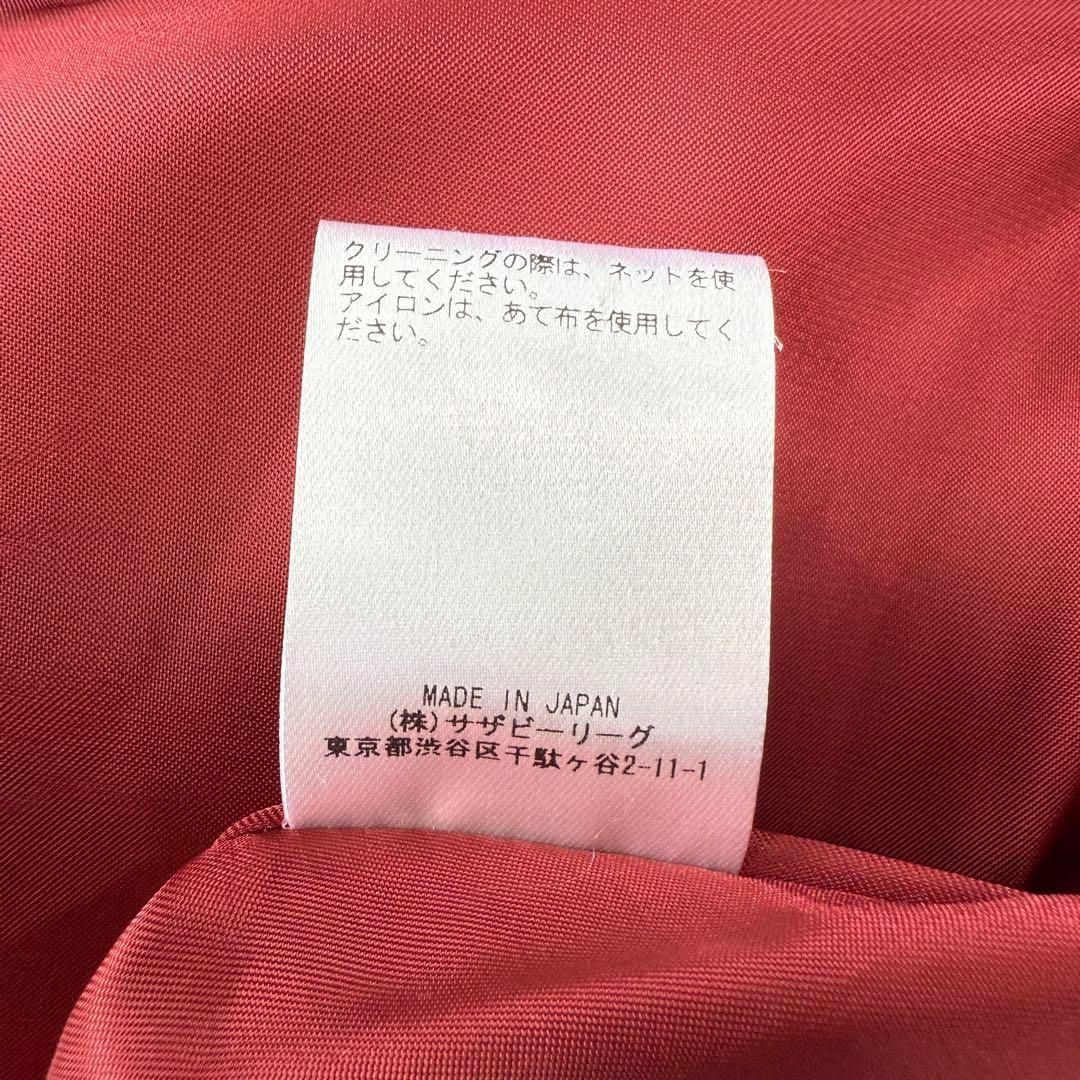 クリーニングの際は、ネットを使
用してください。
アイロンは、あて布を使用してく
ださい。
MADE IN JAPAN
(株)サザビーリーグ
東京都渋谷区千駄ヶ谷2-11-1